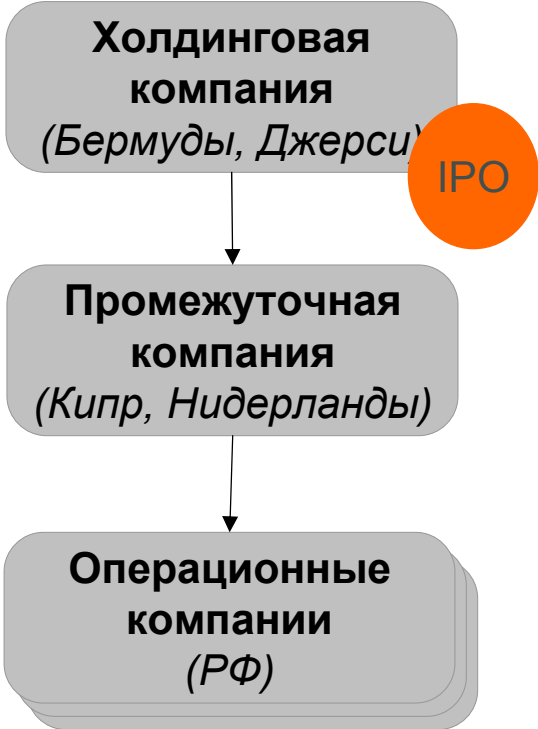 Холдинговая
компания
(Бермуды, Джерси)
IPO
Промежуточная
компания
(Кипр, Нидерланды)
Операционные
компании
(РФ)